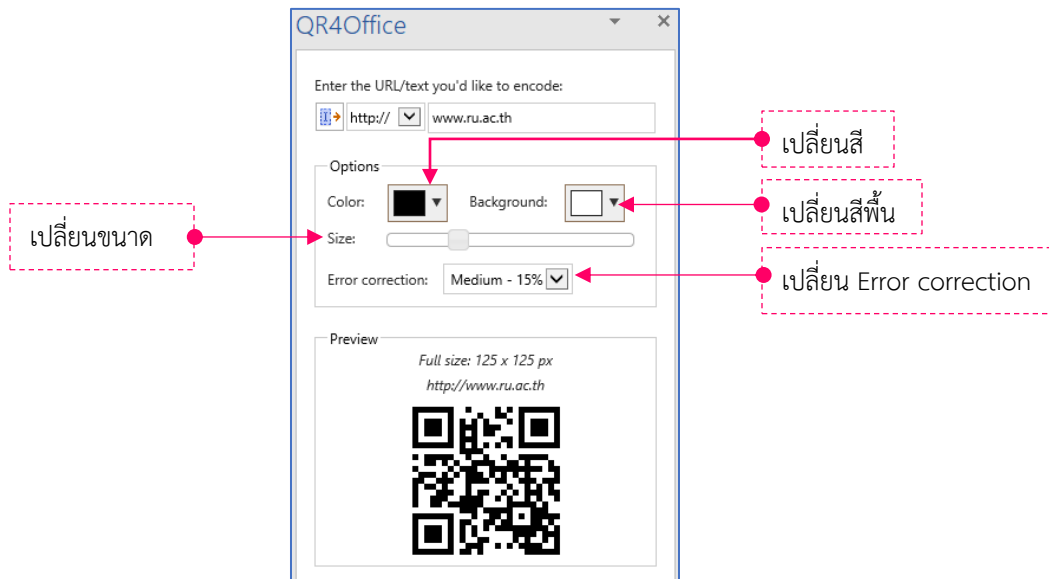 QR4Office
Enter the URL/text you'd like to encode:
http://
www.ru.ac.th
Options
Color:
Background:
Size:
Error correction:
Medium - 15%
Preview
Full size: 125 x 125 px
http://www.ru.ac.th
เปลี่ยนขนาด
เปลี่ยนสี
เปลี่ยนสีพื้น
เปลี่ยน Error correction